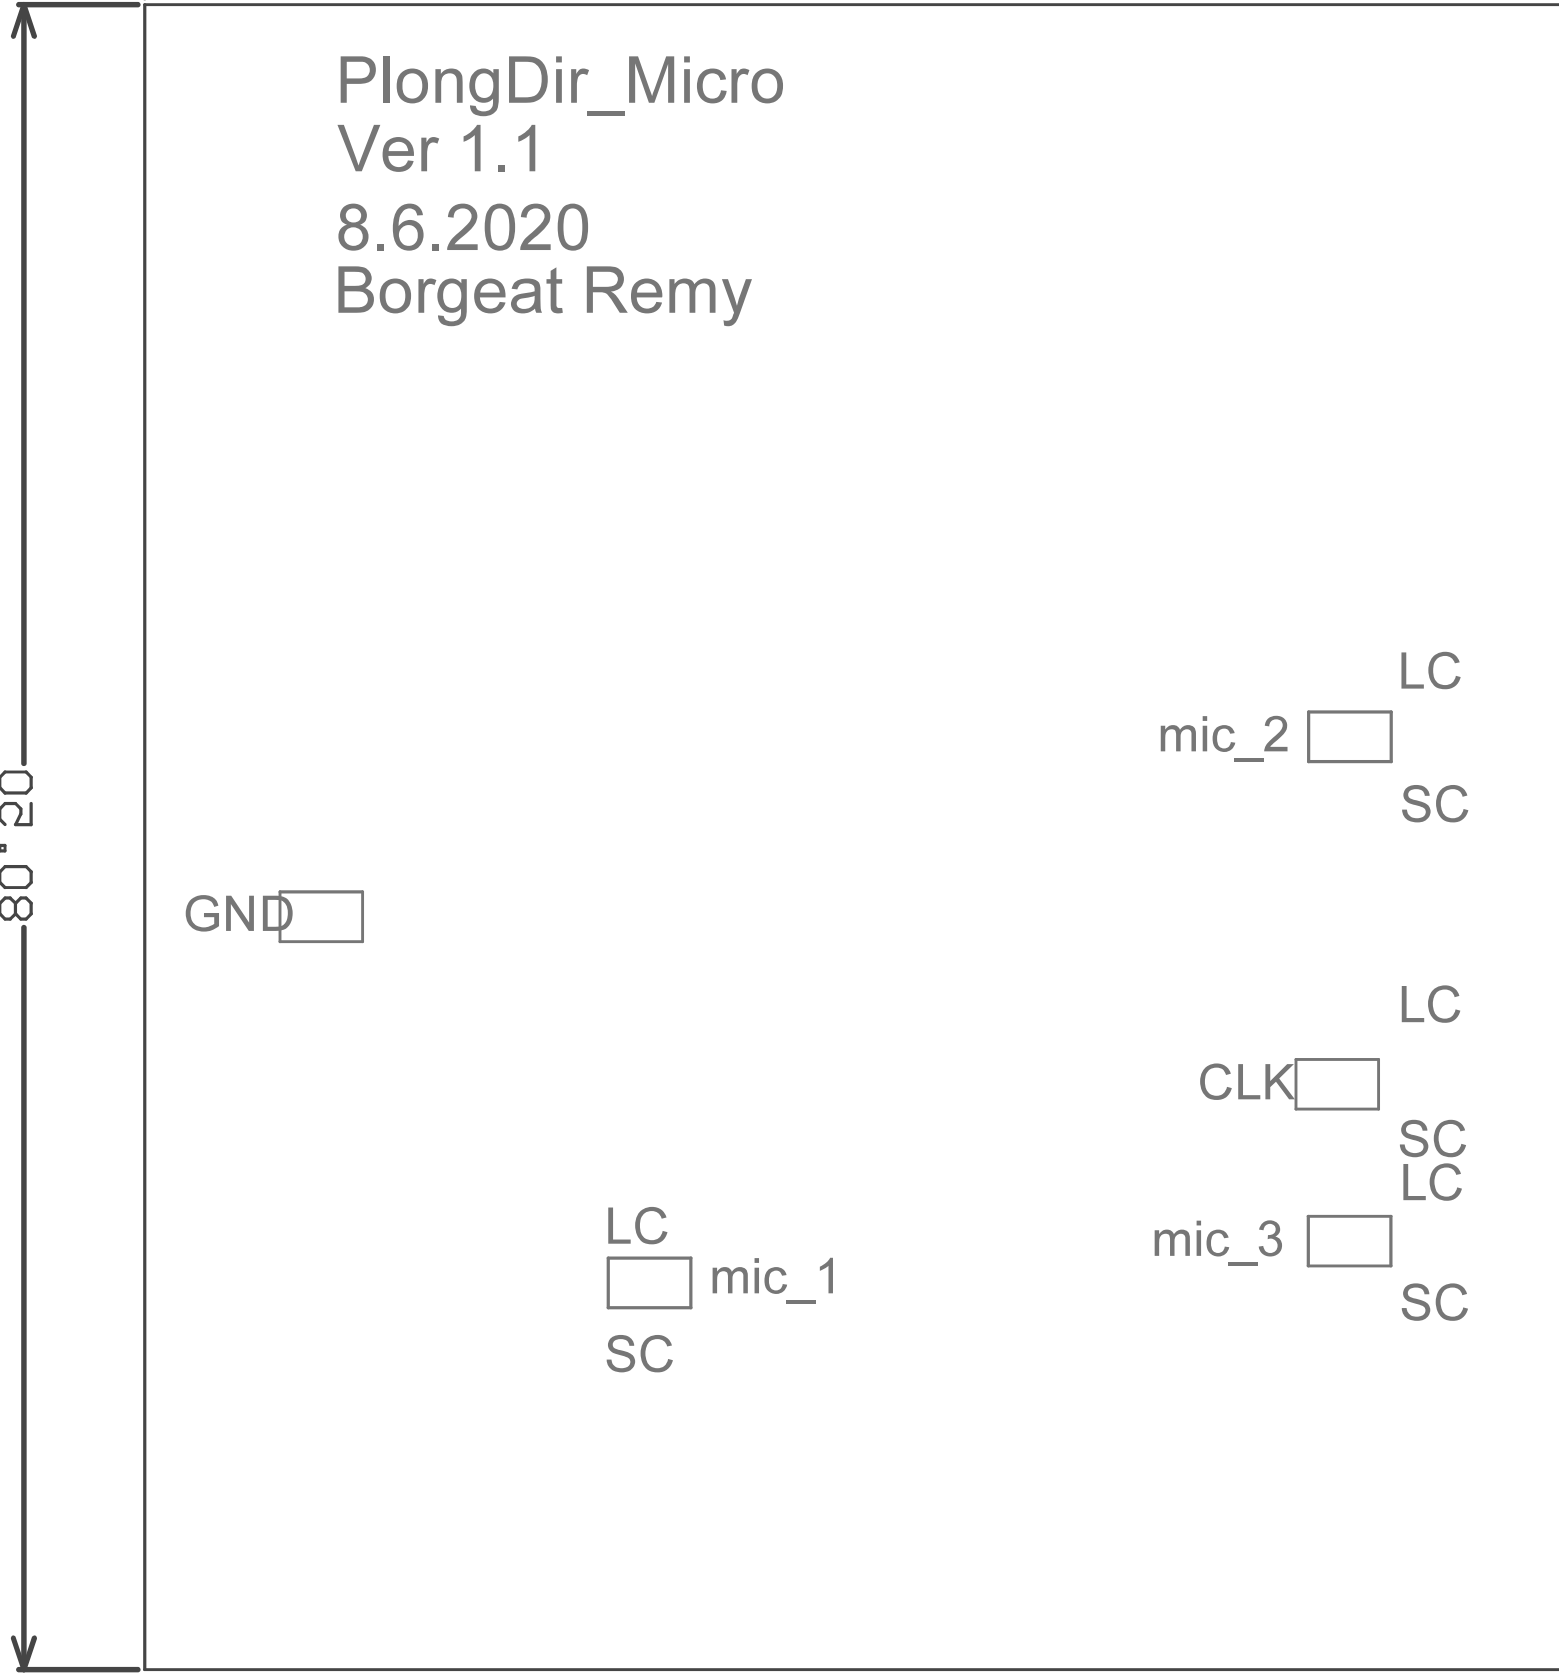 PlongDir_Micro
Ver 1.1
8.6.2020
Borgeat Remy
LC
mic_2
SC
80.50
GND
LC
CLK
SC
LC
mic_3
SC
LC
mic_1
SC